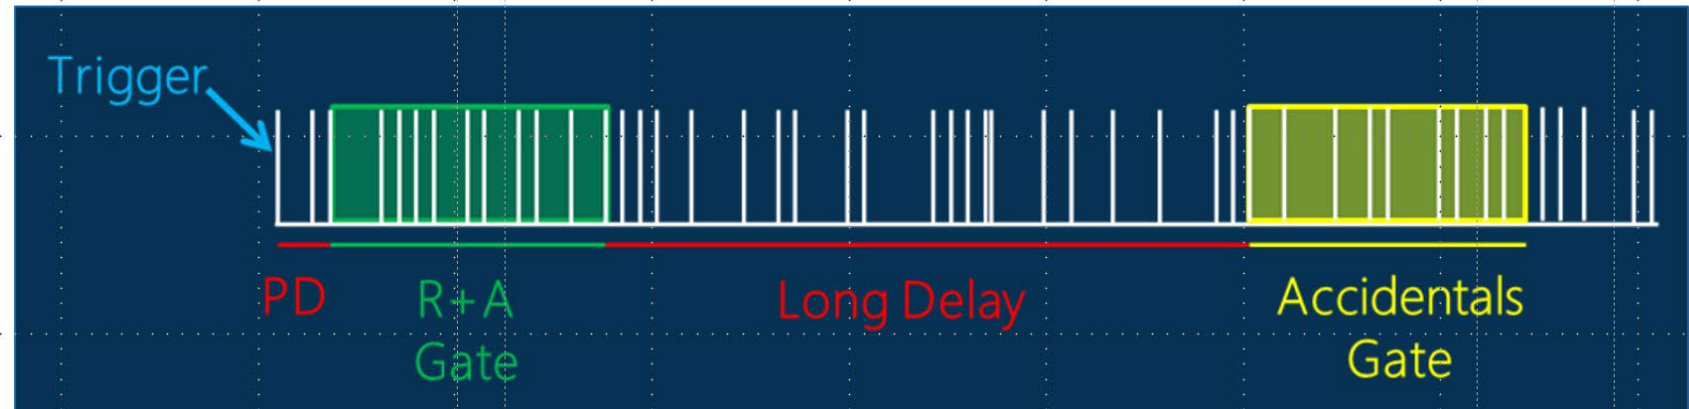 Trigger
PD
R+A
Gate
Long Delay
Accidentals
Gate